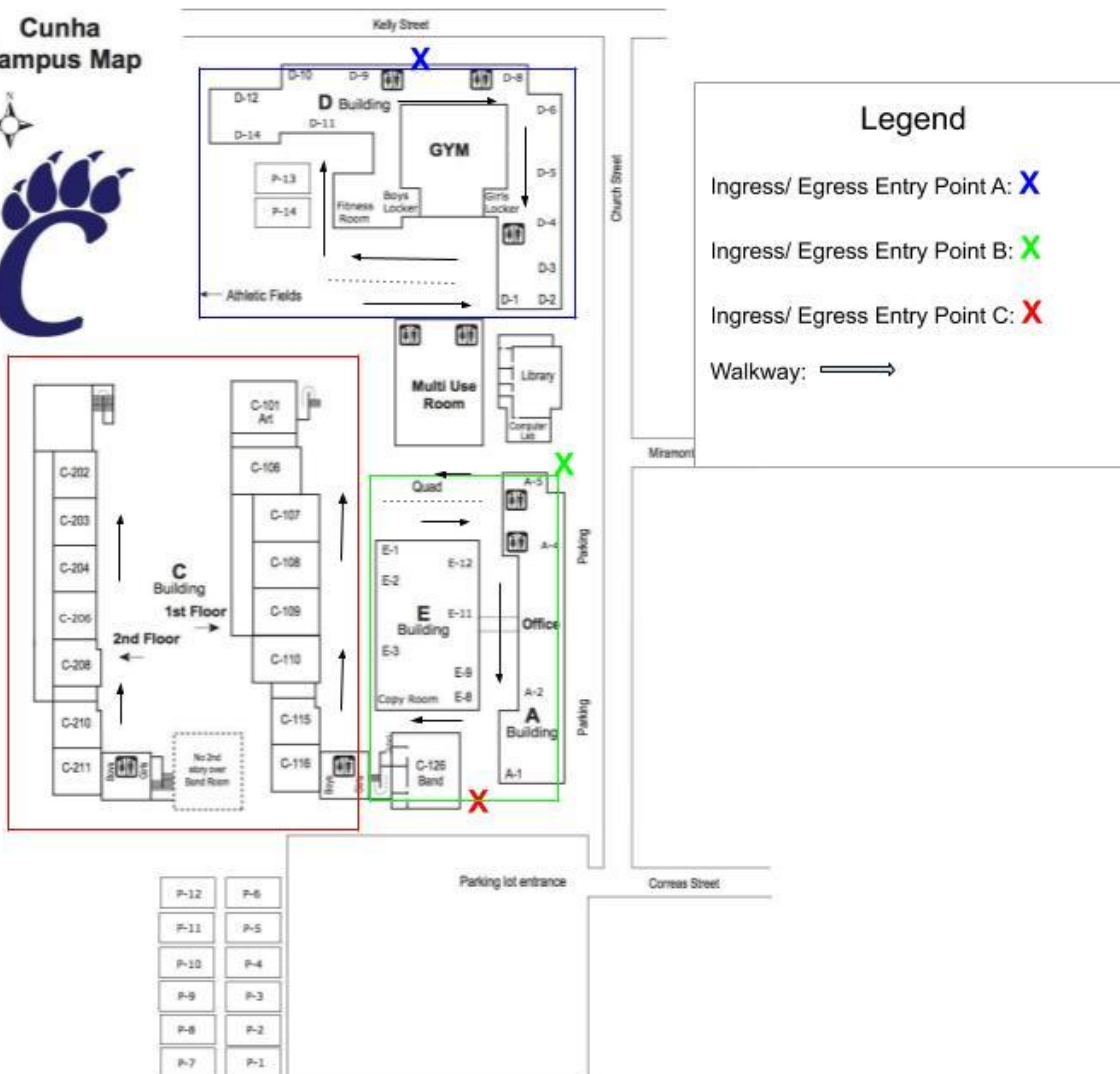 Kelly Street
Cunha
ampus Map
N
C
D-10
D-9
D-8
D-12
D Building
D-6
D-11
D-14
GYM
P-13
D-5
P-14
Fitness
Room
Boys
Locker
Girls
Locker
D-4
D-3
Athletic Fields
D-1
D-2
Church Street
Legend
Ingress/ Egress Entry Point A: X
Ingress/ Egress Entry Point B: X
Ingress/ Egress Entry Point C: X
Walkway:
Multi Use
Room
Library
Computer
Lab
Miramont
C-101
Art
C-106
C-107
C-108
C-109
C-110
C-115
C-116
Boys
Girls
C-202
C-203
C-204
C-206
C-208
C-210
C-211
Boys
Girls
C
Building
1st Floor
2nd Floor
No 2nd
story over
Band Room
X
X
Quad
A-5
A-4
E-1
E-12
E-2
E-11
E
Building
Office
E-3
E-9
Copy Room
E-8
A-2
A
Building
A-1
C-126
Band
X
Parking
Parking
Parking lot entrance
Correas Street
P-12
P-6
P-11
P-5
P-10
P-4
P-9
P-3
P-8
P-2
P-7
P-1